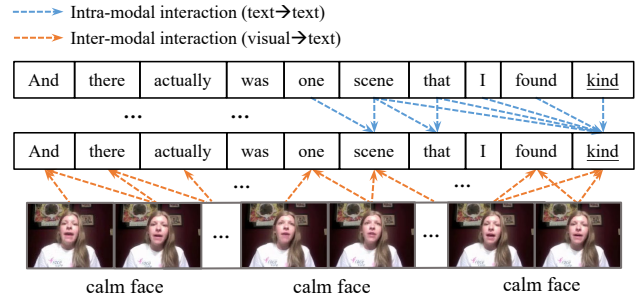 Intra-modal interaction (text→text)
Inter-modal interaction (visual→text)
And there actually was one scene that I found kind
... ...
And there actually was one scene that I found kind
... ...
... ...
calm face calm face calm face